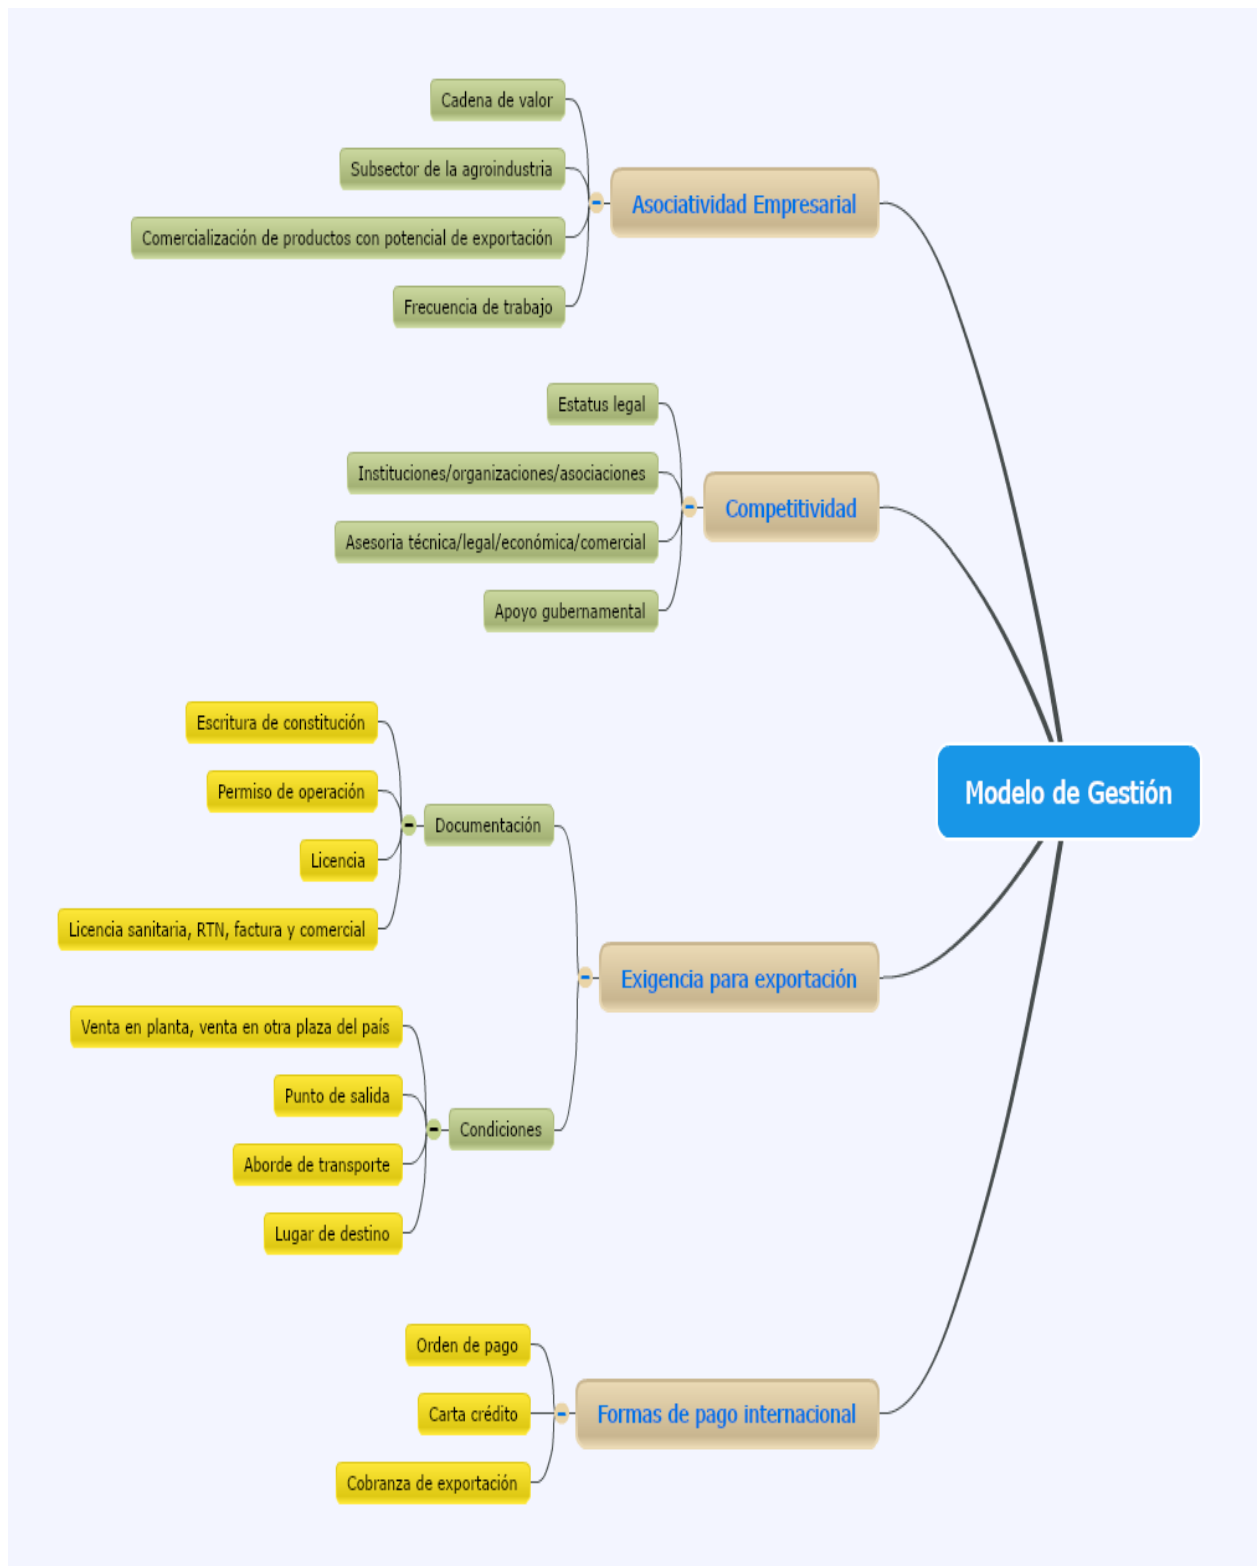 Cadena de valor
Subsector de la agroindustria
Asociatividad Empresarial
Comercialización de productos con potencial de exportación
Frecuencia de trabajo
Estatus legal
Instituciones/organizaciones/asociaciones
Competitividad
Asesoria técnica/legal/económica/comercial
Apoyo gubernamental
Escritura de constitución
Permiso de operación
Modelo de Gestión
Documentación
Licencia
Licencia sanitaria, RTN, factura y comercial
Exigencia para exportación
Venta en planta, venta en otra plaza del país
Punto de salida
Condiciones
Aborde de transporte
Lugar de destino
Orden de pago
Carta crédito
Formas de pago internacional
Cobranza de exportación